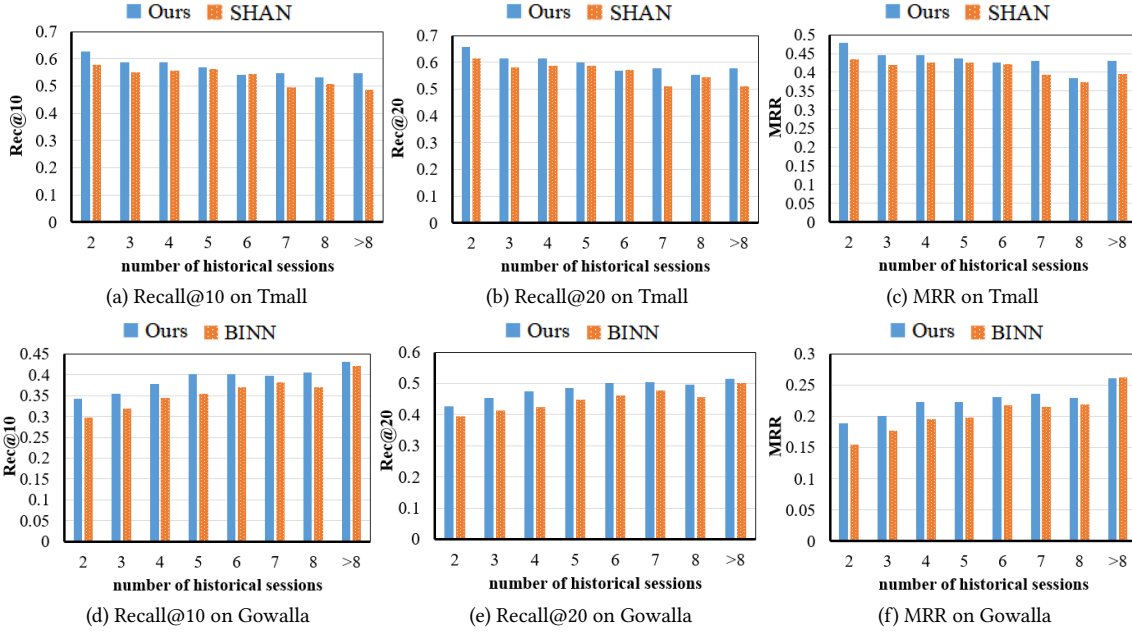 Ours SHAN
0.7
0.6
0.5
0.4
0.3
0.2
0.1
0
Rec@10
2 3 4 5 6 7 8 >8
number of historical sessions
(a) Recall@10 on Tmall
Ours SHAN
0.7
0.6
0.5
0.4
0.3
0.2
0.1
0
Rec@20
2 3 4 5 6 7 8 >8
number of historical sessions
(b) Recall@20 on Tmall
Ours SHAN
0.5
0.45
0.4
0.35
0.3
0.25
0.2
0.15
0.1
0.05
0
MRR
2 3 4 5 6 7 8 >8
number of historical sessions
(c) MRR on Tmall
Ours BINN
0.45
0.4
0.35
0.3
0.25
0.2
0.15
0.1
0.05
0
Rec@10
2 3 4 5 6 7 8 >8
number of historical sessions
(d) Recall@10 on Gowalla
Ours BINN
0.6
0.5
0.4
0.3
0.2
0.1
0
Rec@20
2 3 4 5 6 7 8 >8
number of historical sessions
(e) Recall@20 on Gowalla
Ours BINN
0.3
0.25
0.2
0.15
0.1
0.05
0
MRR
2 3 4 5 6 7 8 >8
number of historical sessions
(f) MRR on Gowalla